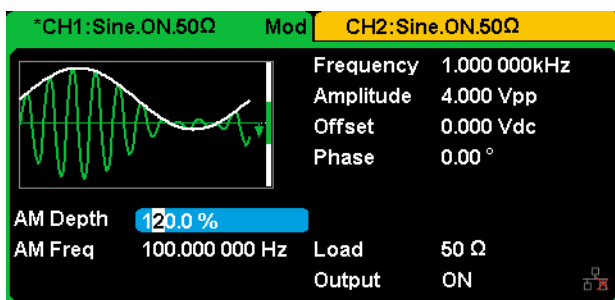 *CH1:Sine.ON.50Ω Mod CH2:Sine.ON.50Ω
Frequency 1.000 000kHz
Amplitude 4.000 Vpp
Offset 0.000 Vdc
Phase 0.00 °
AM Depth 120.0 %
AM Freq 100.000 000 Hz Load 50 Ω
Output ON